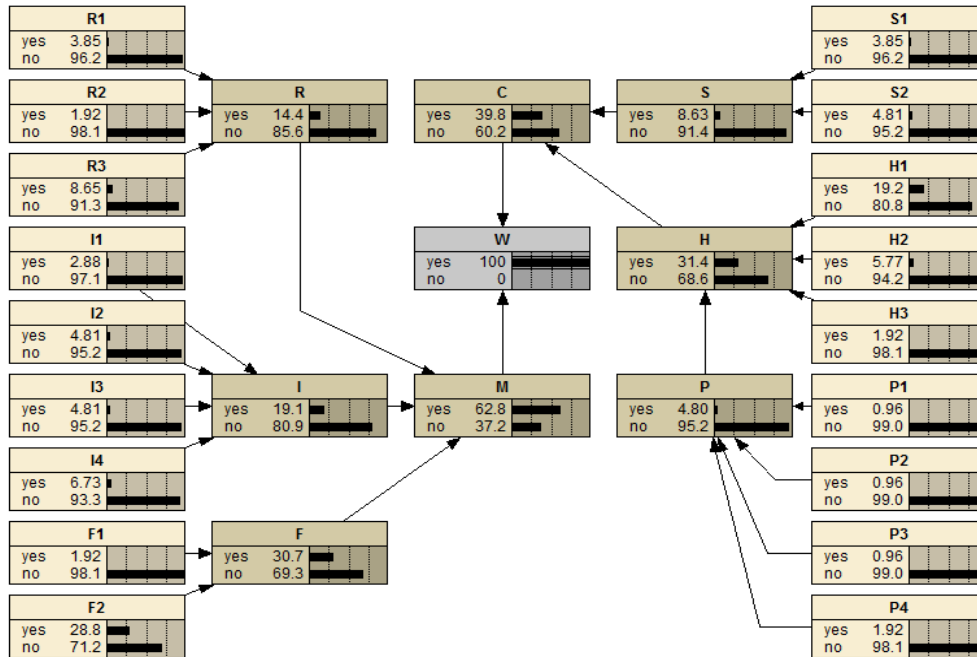 R1
yes 3.85
no 96.2
R2
yes 1.92
no 98.1
R3
yes 8.65
no 91.3
I1
yes 2.88
no 97.1
I2
yes 4.81
no 95.2
I3
yes 4.81
no 95.2
I4
yes 6.73
no 93.3
F1
yes 1.92
no 98.1
F2
yes 28.8
no 71.2
R
yes 14.4
no 85.6
I
yes 19.1
no 80.9
F
yes 30.7
no 69.3
C
yes 39.8
no 60.2
W
yes 100
no 0
M
yes 62.8
no 37.2
S
yes 8.63
no 91.4
H
yes 31.4
no 68.6
P
yes 4.80
no 95.2
S1
yes 3.85
no 96.2
S2
yes 4.81
no 95.2
H1
yes 19.2
no 80.8
H2
yes 5.77
no 94.2
H3
yes 1.92
no 98.1
P1
yes 0.96
no 99.0
P2
yes 0.96
no 99.0
P3
yes 0.96
no 99.0
P4
yes 1.92
no 98.1